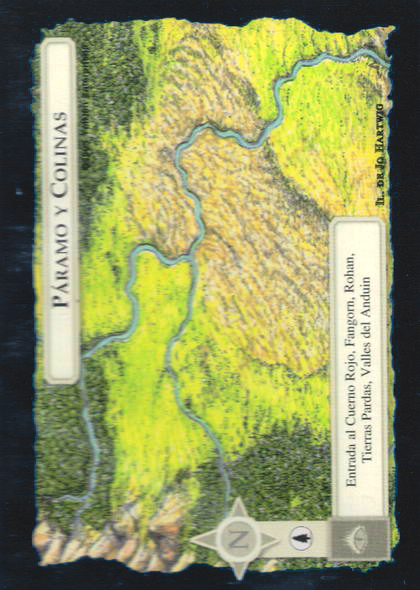 PÁRAMO Y COLINAS
IL. DE JO HARTWIG
Entrada al Cuerno Rojo, Fangorn, Rohan,
Tierras Pardas, Valles del Anduin
N